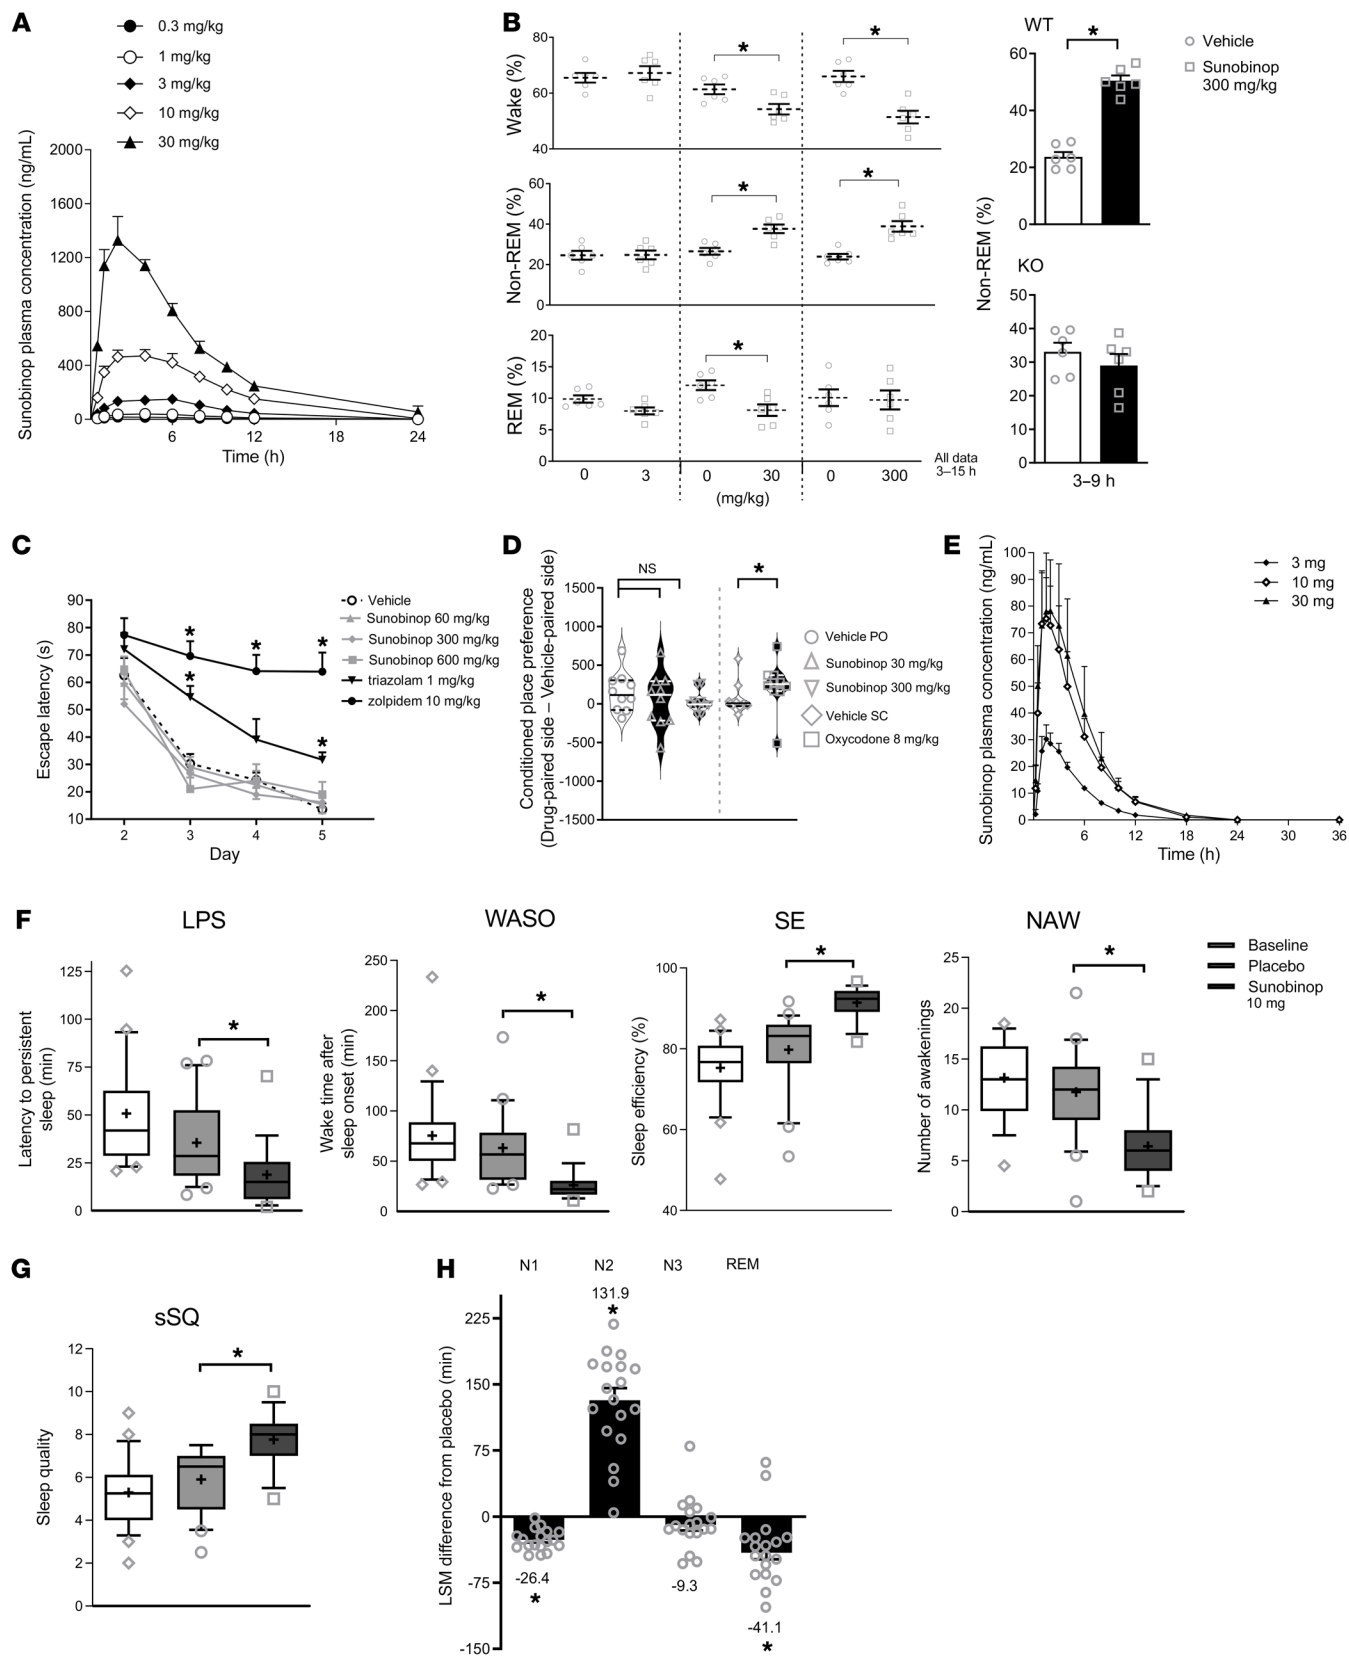 A
0.3 mg/kg
1 mg/kg
3 mg/kg
10 mg/kg
30 mg/kg
Sunobinop plasma concentration (ng/mL)
2000
1600
1200
800
400
0
6
12
18
24
Time (h)
B
Wake (%)
80
60
40
*
*
Non-REM (%)
60
40
20
0
*
*
REM (%)
20
15
10
5
0
*
0
3
0
30
0
300
(mg/kg)
All data
3–15 h
WT
*
Vehicle
Sunobinop
300 mg/kg
60
40
20
0
Non-REM (%)
KO
50
40
30
20
10
0
3–9 h
C
Escape latency (s)
90
80
70
60
50
40
30
20
10
2
3
4
5
Day
*
*
*
*
*
Vehicle
Sunobinop 60 mg/kg
Sunobinop 300 mg/kg
Sunobinop 600 mg/kg
triazolam 1 mg/kg
zolpidem 10 mg/kg
D
Conditioned place preference
(Drug-paired side – Vehicle-paired side)
1500
1000
500
0
-500
-1000
-1500
NS
*
Vehicle PO
Sunobinop 30 mg/kg
Sunobinop 300 mg/kg
Vehicle SC
Oxycodone 8 mg/kg
E
Sunobinop plasma concentration (ng/mL)
100
90
80
70
60
50
40
30
20
10
0
6
12
18
24
30
36
Time (h)
3 mg
10 mg
30 mg
F
LPS
Latency to persistent
sleep (min)
125
100
75
50
25
0
*
WASO
Wake time after
sleep onset (min)
250
200
150
100
50
0
*
SE
Sleep efficiency (%)
100
80
60
40
*
NAW
Number of awakenings
25
20
15
10
5
0
*
Baseline
Placebo
Sunobinop
10 mg
G
sSQ
Sleep quality
12
10
8
6
4
2
0
*
H
N1
N2
N3
REM
LSM difference from placebo (min)
225
150
75
0
-75
-150
131.9
*
-26.4
*
-9.3
-41.1
*